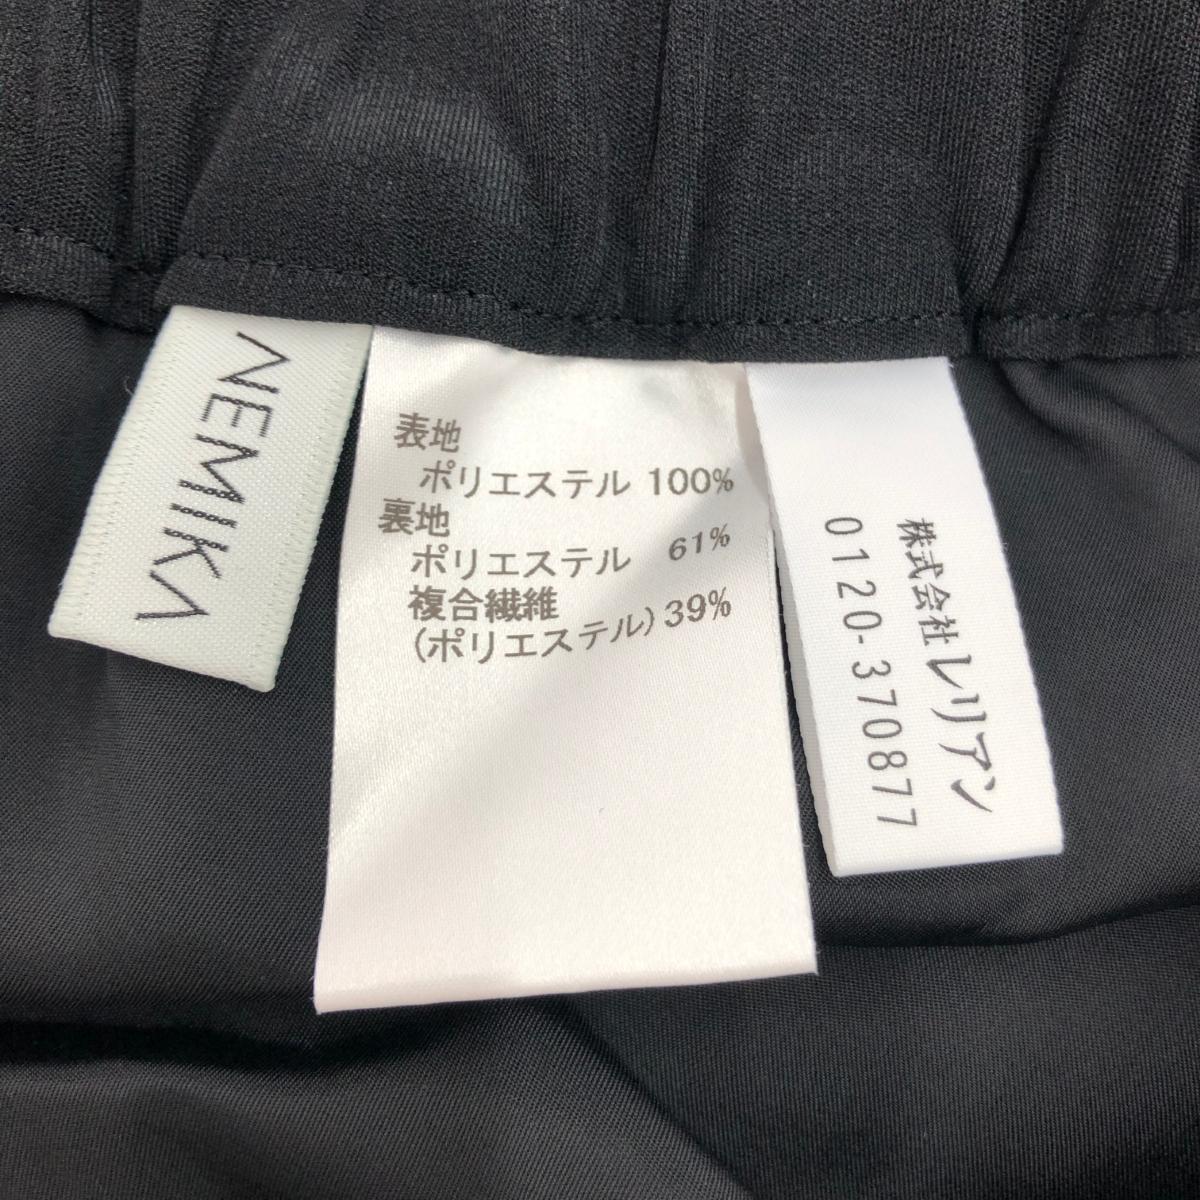 NEMIKA
表地
ポリエステル 100%
裏地
ポリエステル 61%
複合繊維
(ポリエステル) 39%
株式会社レリアン
0120-370877